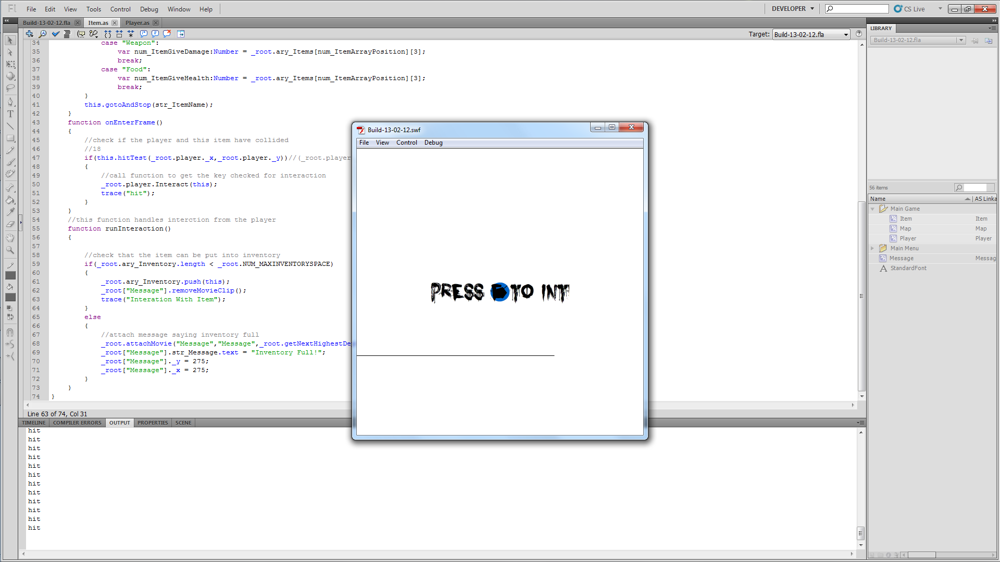 Fl File Edit View Tools Control Debug Window Help DEVELOPER CS Live
Build-13-02-12.fla Item.as Player.as
Target: Build-13-02-12.fla
34 case "Weapon":
35 var num_ItemGiveDamage:Number = _root.ary_Items[num_ItemArrayPosition][3];
36 break;
37 case "Food":
38 var num_ItemGiveHealth:Number = _root.ary_Items[num_ItemArrayPosition][3];
39 break;
40 }
41 this.gotoAndStop(str_ItemName);
42 }
43 function onEnterFrame()
44 {
45 //check if the player and this item have collided
46 //18
47 if(this.hitTest(_root.player._x,_root.player._y))//(_root.player
48 {
49 //call function to get the key checked for interaction
50 _root.player.Interact(this);
51 trace("hit");
52 }
53 }
54 //this function handles interction from the player
55 function runInteraction()
56 {
57
58 //check that the item can be put into inventory
59 if(_root.ary_Inventory.length < _root.NUM_MAXINVENTORYSPACE)
60 {
61 _root.ary_Inventory.push(this);
62 _root["Message"].removeMovieClip();
63 trace("Interation With Item");
64 }
65 else
66 {
67 //attach message saying inventory full
68 _root.attachMovie("Message","Message",_root.getNextHighestDe
69 _root["Message"].str_Message.text = "Inventory Full!";
70 _root["Message"]._y = 275;
71 _root["Message"]._x = 275;
72 }
73 }
74 }
Line 63 of 74, Col 31
TIMELINE COMPILER ERRORS OUTPUT PROPERTIES SCENE
hit
hit
hit
hit
hit
hit
hit
hit
hit
hit
hit
hit
Build-13-02-12.swf
File View Control Debug
PRESS E TO INT
LIBRARY
Build-13-02-12.fla
56 items
Name AS Linka
Main Game
Item Item
Map Map
Player Player
Main Menu
Message Messag
StandardFont